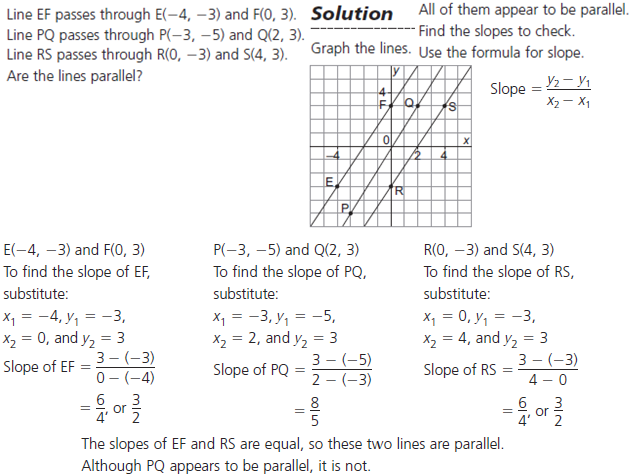 Line EF passes through E(−4, −3) and F(0, 3).
Line PQ passes through P(−3, −5) and Q(2, 3).
Line RS passes through R(0, −3) and S(4, 3).
Are the lines parallel?
Solution
Graph the lines.
All of them appear to be parallel.
Find the slopes to check.
Use the formula for slope.
Slope = (y₂ − y₁)/(x₂ − x₁)
y
4
F Q S
0 x
−4 2 4
E
R
P
E(−4, −3) and F(0, 3)
To find the slope of EF,
substitute:
x₁ = −4, y₁ = −3,
x₂ = 0, and y₂ = 3
Slope of EF = (3 − (−3))/(0 − (−4))
= 6/4, or 3/2
P(−3, −5) and Q(2, 3)
To find the slope of PQ,
substitute:
x₁ = −3, y₁ = −5,
x₂ = 2, and y₂ = 3
Slope of PQ = (3 − (−5))/(2 − (−3))
= 8/5
R(0, −3) and S(4, 3)
To find the slope of RS,
substitute:
x₁ = 0, y₁ = −3,
x₂ = 4, and y₂ = 3
Slope of RS = (3 − (−3))/(4 − 0)
= 6/4, or 3/2
The slopes of EF and RS are equal, so these two lines are parallel.
Although PQ appears to be parallel, it is not.